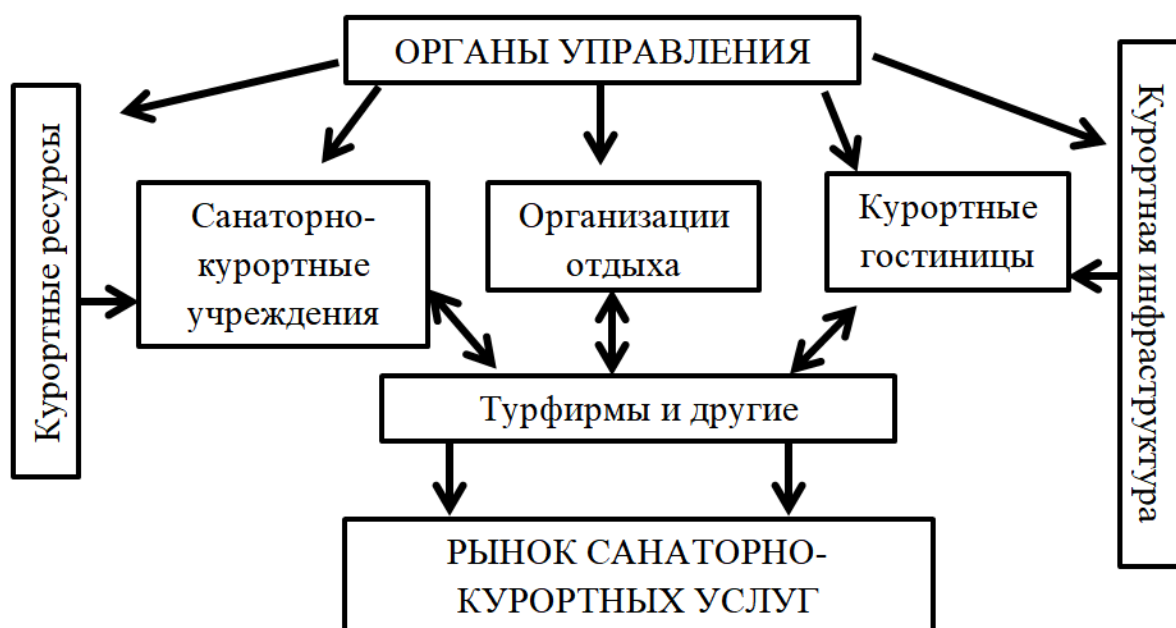 ОРГАНЫ УПРАВЛЕНИЯ
Курортные ресурсы
Санаторно-
курортные
учреждения
Организации
отдыха
Курортные
гостиницы
Курортная инфраструктура
Турфирмы и другие
РЫНОК САНАТОРНО-
КУРОРТНЫХ УСЛУГ